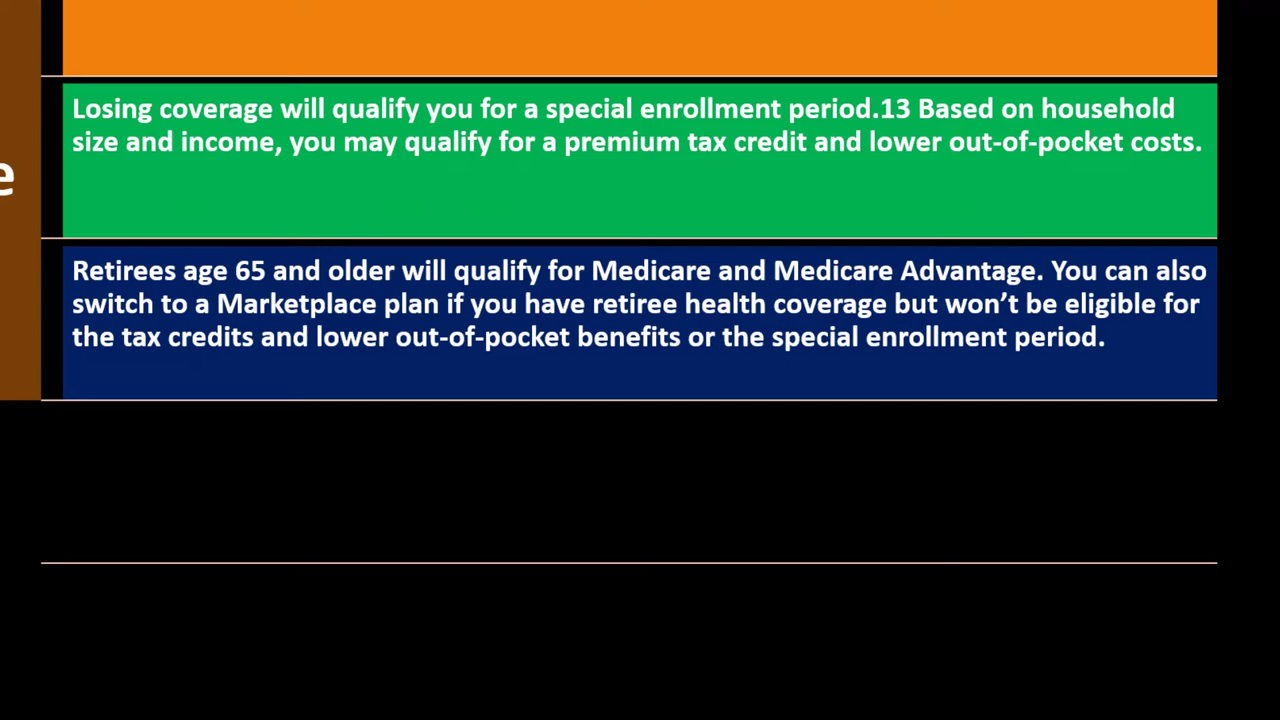 Losing coverage will qualify you for a special enrollment period.13 Based on household
size and income, you may qualify for a premium tax credit and lower out-of-pocket costs.
e
Retirees age 65 and older will qualify for Medicare and Medicare Advantage. You can also
switch to a Marketplace plan if you have retiree health coverage but won’t be eligible for
the tax credits and lower out-of-pocket benefits or the special enrollment period.